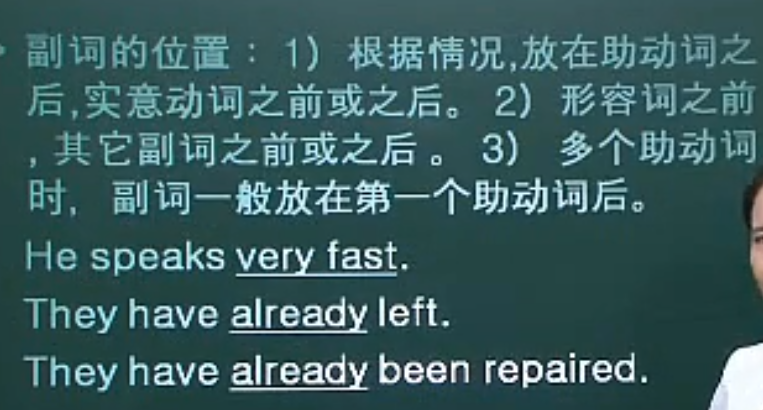 副词的位置：1） 根据情况,放在助动词之
后,实意动词之前或之后。 2） 形容词之前
,其它副词之前或之后。 3） 多个助动词
时, 副词一般放在第一个助动词后。
He speaks very fast.
They have already left.
They have already been repaired.